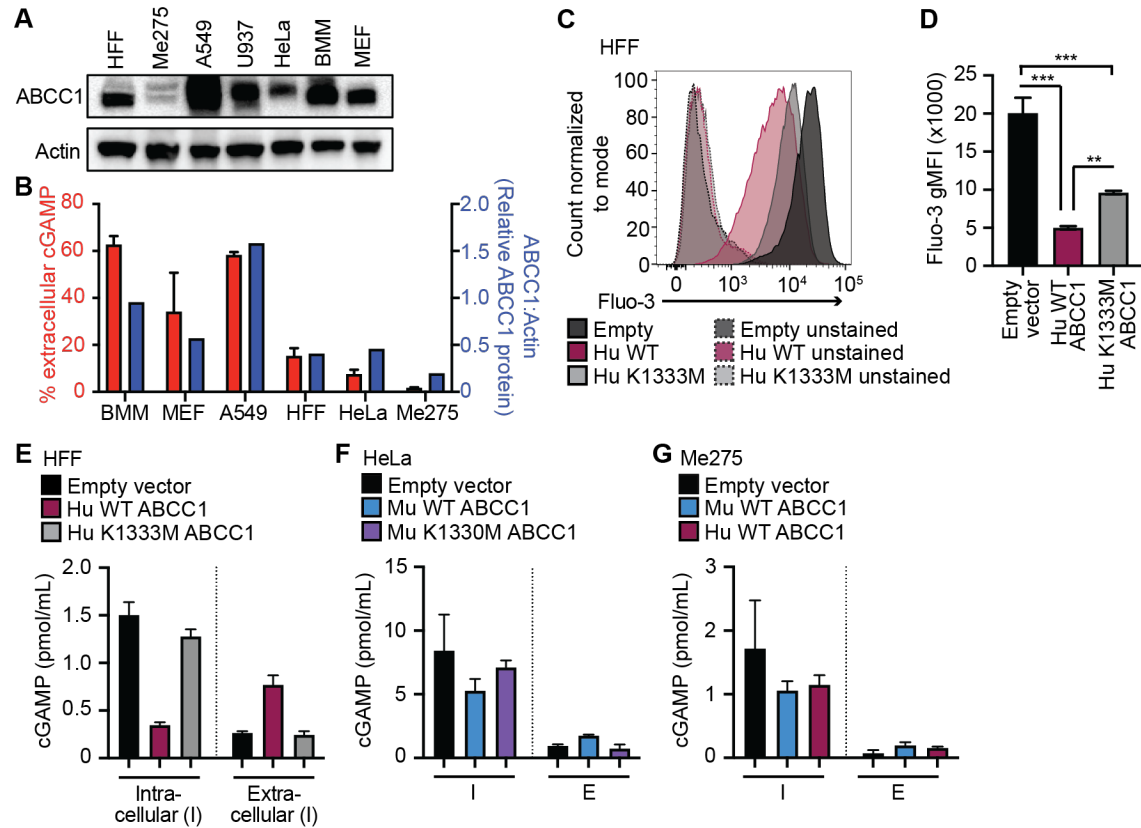 A
HFF
Me275
A549
U937
HeLa
BMM
MEF
ABCC1
Actin
B
% extracellular cGAMP
80
60
40
20
0
2.0
1.5
1.0
0.5
0
ABCC1:Actin
(Relative ABCC1 protein)
BMM MEF A549 HFF HeLa Me275
C
HFF
Count normalized
to mode
100
80
60
40
20
0
0 10³ 10⁴ 10⁵
Fluo-3
Empty
Hu WT
Hu K1333M
Empty unstained
Hu WT unstained
Hu K1333M unstained
D
Fluo-3 gMFI (x1000)
25
20
15
10
5
0
***
***
**
Empty
vector
Hu WT
ABCC1
Hu K1333M
ABCC1
E HFF
Empty vector
Hu WT ABCC1
Hu K1333M ABCC1
cGAMP (pmol/mL)
2.0
1.5
1.0
0.5
0
Intra-
cellular (I)
Extra-
cellular (I)
F HeLa
Empty vector
Mu WT ABCC1
Mu K1330M ABCC1
cGAMP (pmol/mL)
15
10
5
0
I E
G Me275
Empty vector
Mu WT ABCC1
Hu WT ABCC1
cGAMP (pmol/mL)
3
2
1
0
I E